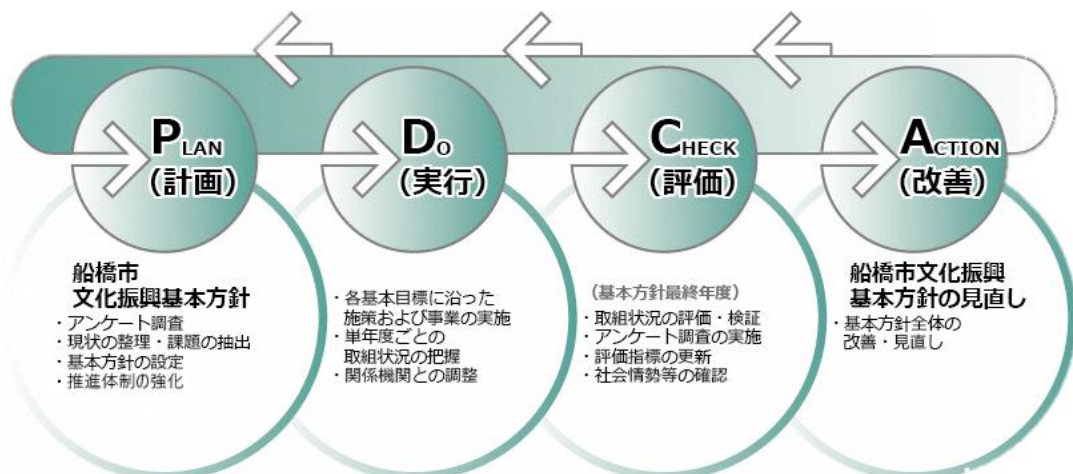 PLAN
(計画)
船橋市
文化振興基本方針
・アンケート調査
・現状の整理・課題の抽出
・基本方針の設定
・推進体制の強化
DO
(実行)
・各基本目標に沿った
施策および事業の実施
・単年度ごとの
取組状況の把握
・関係機関との調整
CHECK
(評価)
(基本方針最終年度)
・取組状況の評価・検証
・アンケート調査の実施
・評価指標の更新
・社会情勢等の確認
ACTION
(改善)
船橋市文化振興
基本方針の見直し
・基本方針全体の
改善・見直し